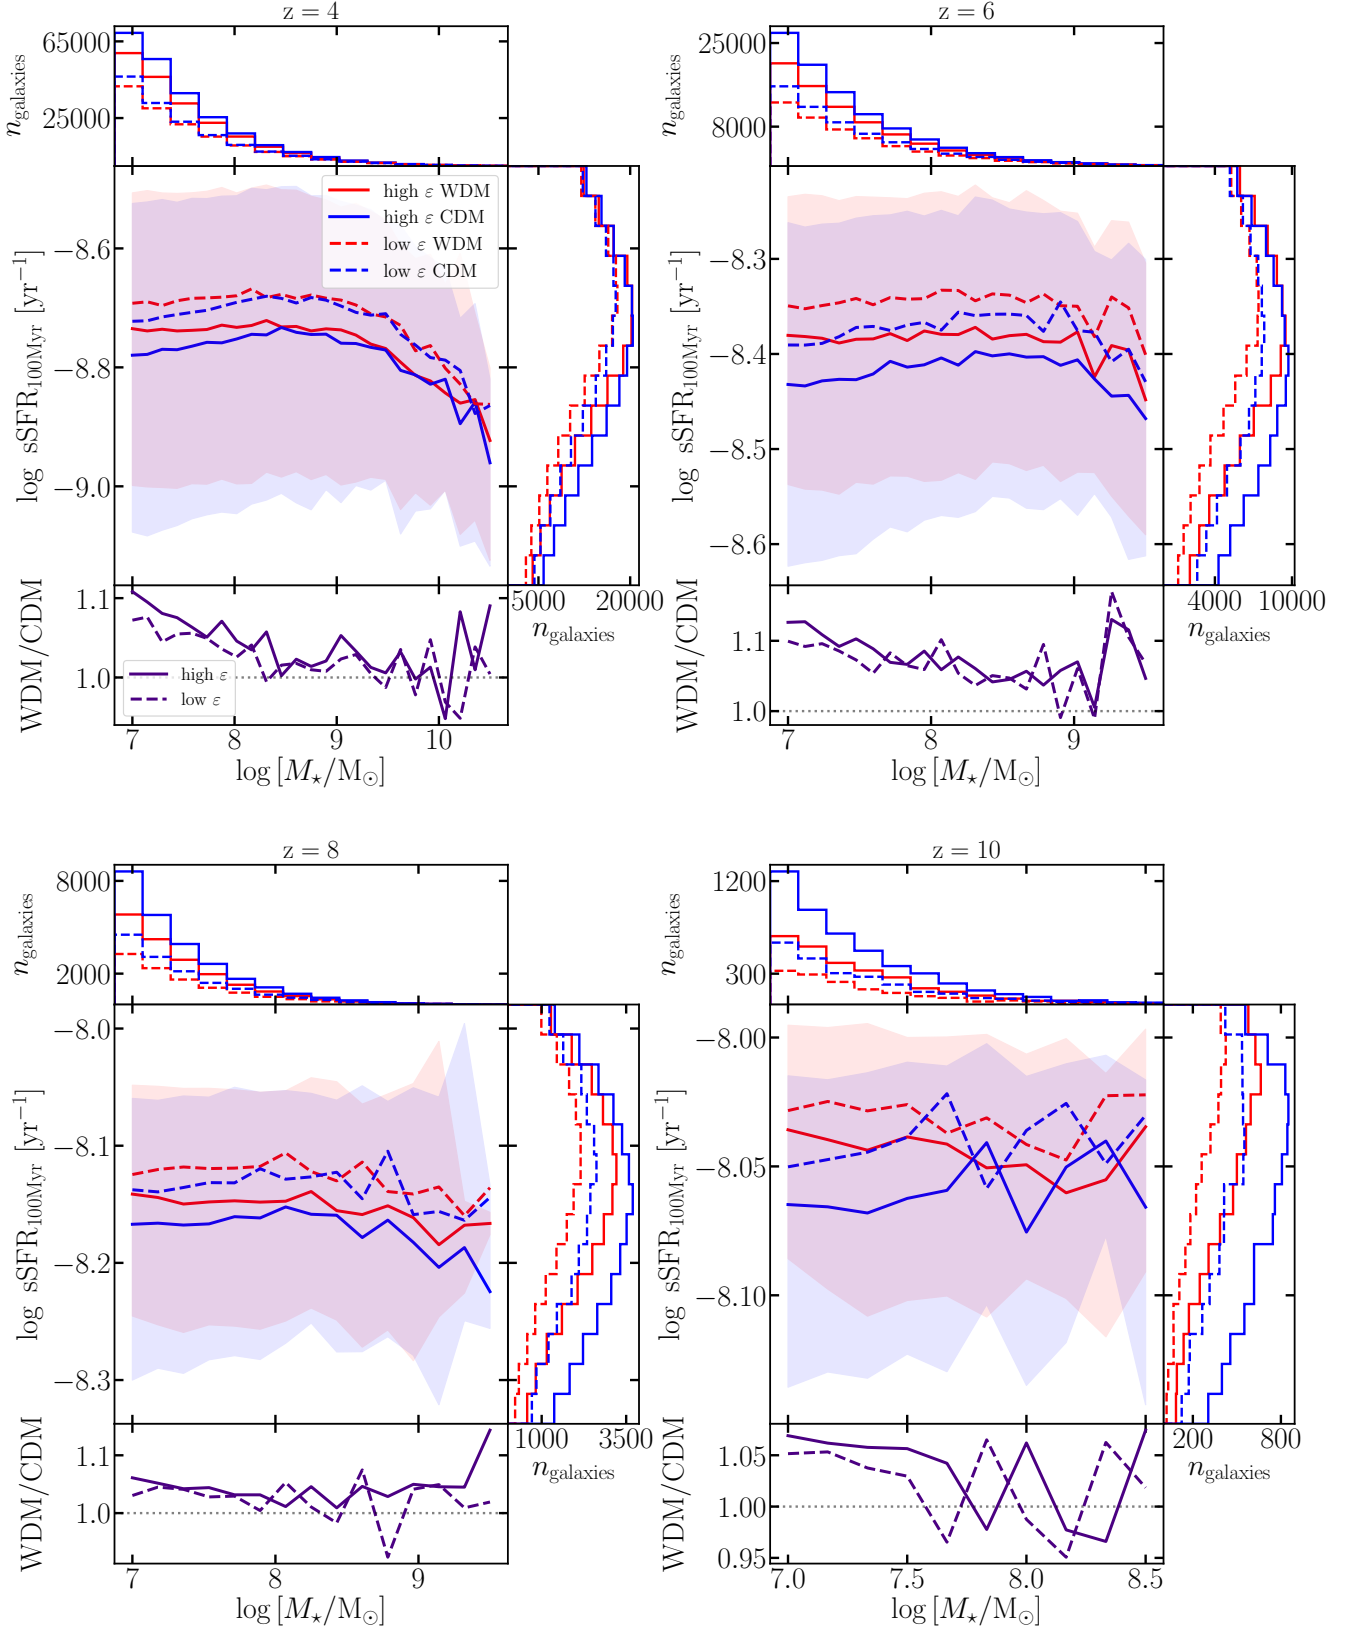 z = 4
n_galaxies
65000
25000
log sSFR_100Myr [yr⁻¹]
−8.6
−8.8
−9.0
high ε WDM
high ε CDM
low ε WDM
low ε CDM
5000 20000
n_galaxies
WDM/CDM
1.1
1.0
high ε
low ε
7 8 9 10
log [M⋆/M⊙]
z = 6
n_galaxies
25000
8000
log sSFR_100Myr [yr⁻¹]
−8.3
−8.4
−8.5
−8.6
4000 10000
n_galaxies
WDM/CDM
1.1
1.0
7 8 9
log [M⋆/M⊙]
z = 8
n_galaxies
8000
2000
log sSFR_100Myr [yr⁻¹]
−8.0
−8.1
−8.2
−8.3
1000 3500
n_galaxies
WDM/CDM
1.1
1.0
7 8 9
log [M⋆/M⊙]
z = 10
n_galaxies
1200
300
log sSFR_100Myr [yr⁻¹]
−8.00
−8.05
−8.10
200 800
n_galaxies
WDM/CDM
1.05
1.00
0.95
7.0 7.5 8.0 8.5
log [M⋆/M⊙]